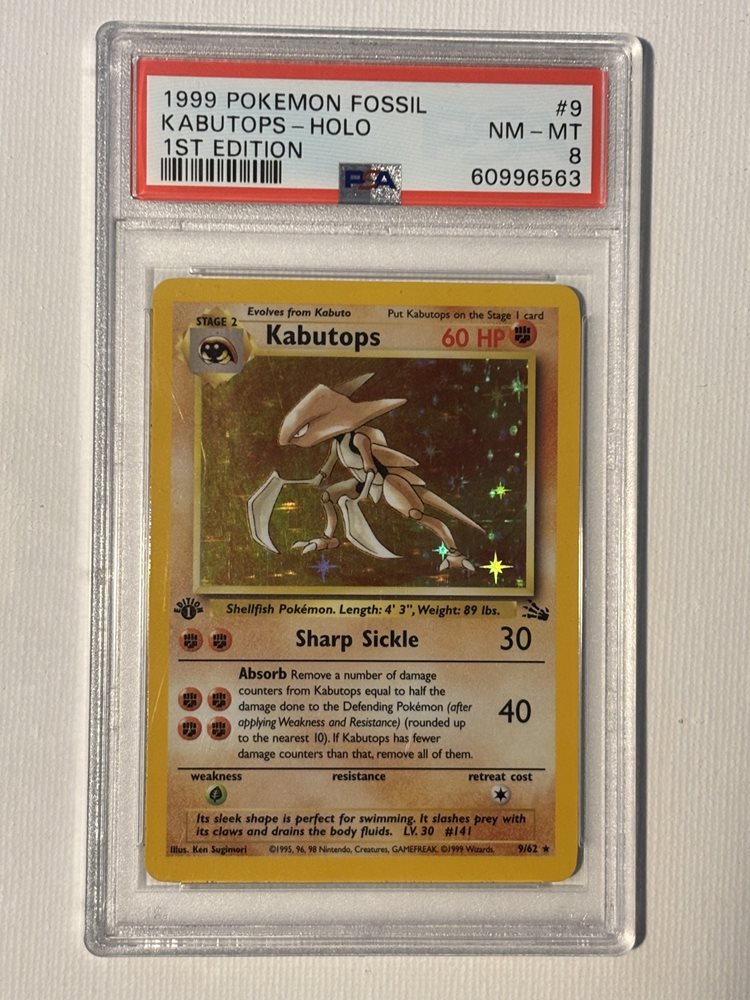 1999 POKEMON FOSSIL #9
KABUTOPS – HOLO NM – MT
1ST EDITION 8
PSA 60996563
Evolves from Kabuto Put Kabutops on the Stage 1 card
STAGE 2
Kabutops 60 HP
EDITION
1
Shellfish Pokémon. Length: 4' 3", Weight: 89 lbs.
Sharp Sickle 30
Absorb Remove a number of damage
counters from Kabutops equal to half the
damage done to the Defending Pokémon (after
applying Weakness and Resistance) (rounded up
to the nearest 10). If Kabutops has fewer
damage counters than that, remove all of them.
40
weakness resistance retreat cost
Its sleek shape is perfect for swimming. It slashes prey with
its claws and drains the body fluids. LV. 30 #141
Illus. Ken Sugimori ©1995, 96, 98 Nintendo, Creatures, GAMEFREAK. ©1999 Wizards. 9/62 ★